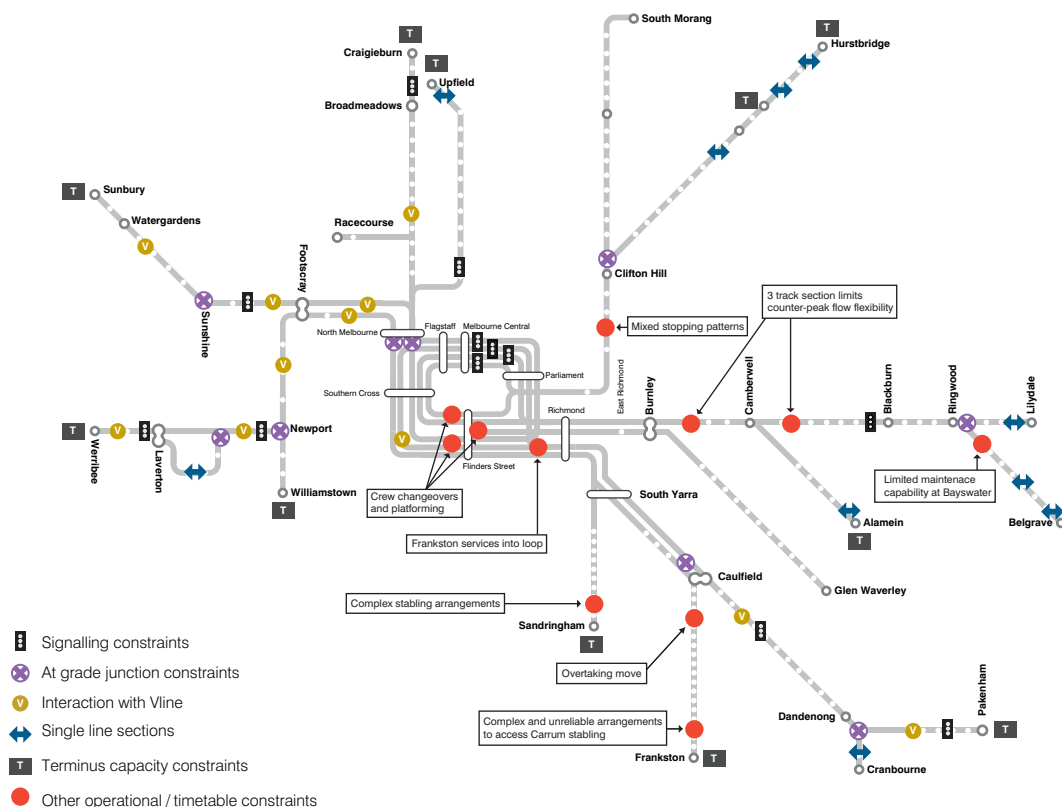 South Morang
T
Hurstbridge
T
Craigieburn
T
Upfield
Broadmeadows
T
T
Sunbury
Watergardens
V
Racecourse
V
Footscray
Clifton Hill
3 track section limits
counter-peak flow flexibility
Sunshine
V
V
V
North Melbourne
Flagstaff
Melbourne Central
Mixed stopping patterns
V
Parliament
Southern Cross
East Richmond
Burnley
Camberwell
Blackburn
Ringwood
Lilydale
Richmond
T
Werribee
V
Laverton
V
Newport
V
Flinders Street
Limited maintenace
capability at Bayswater
Williamstown
T
Crew changeovers
and platforming
South Yarra
Alamein
T
Belgrave
Frankston services into loop
Caulfield
Glen Waverley
Complex stabling arrangements
Sandringham
T
V
Overtaking move
Signalling constraints
At grade junction constraints
V
Interaction with Vline
Single line sections
T
Terminus capacity constraints
Other operational / timetable constraints
Complex and unreliable arrangements
to access Carrum stabling
Frankston
T
Dandenong
V
Pakenham
T
Cranbourne